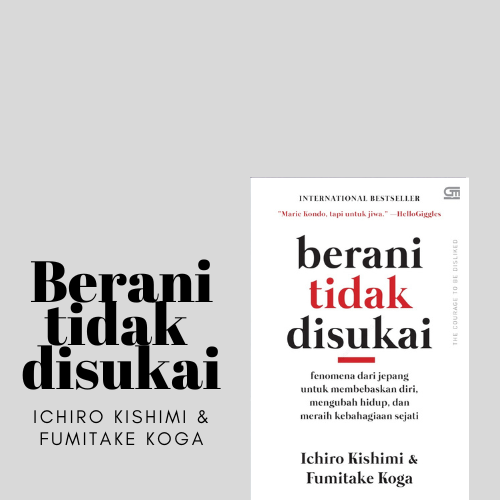 Berani
tidak
disukai
ICHIRO KISHIMI &
FUMITAKE KOGA
INTERNATIONAL BESTSELLER
"Marie Kondo, tapi untuk jiwa." —HelloGiggles
berani
tidak
disukai
THE COURAGE TO BE DISLIKED
fenomena dari jepang
untuk membebaskan diri,
mengubah hidup, dan
meraih kebahagiaan sejati
Ichiro Kishimi &
Fumitake Koga